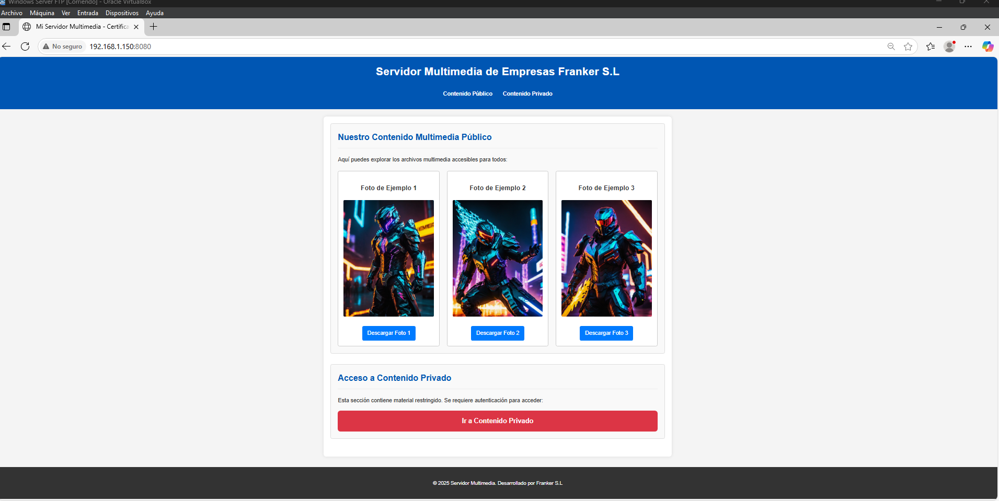 Windows Server FTP [Corriendo] - Oracle VirtualBox
Archivo Máquina Ver Entrada Dispositivos Ayuda
Mi Servidor Multimedia - Certifica
No seguro 192.168.1.150:8080
Servidor Multimedia de Empresas Franker S.L
Contenido Público Contenido Privado
Nuestro Contenido Multimedia Público
Aquí puedes explorar los archivos multimedia accesibles para todos:
Foto de Ejemplo 1 Foto de Ejemplo 2 Foto de Ejemplo 3
Descargar Foto 1 Descargar Foto 2 Descargar Foto 3
Acceso a Contenido Privado
Esta sección contiene material restringido. Se requiere autenticación para acceder:
Ir a Contenido Privado
© 2025 Servidor Multimedia. Desarrollado por Franker S.L